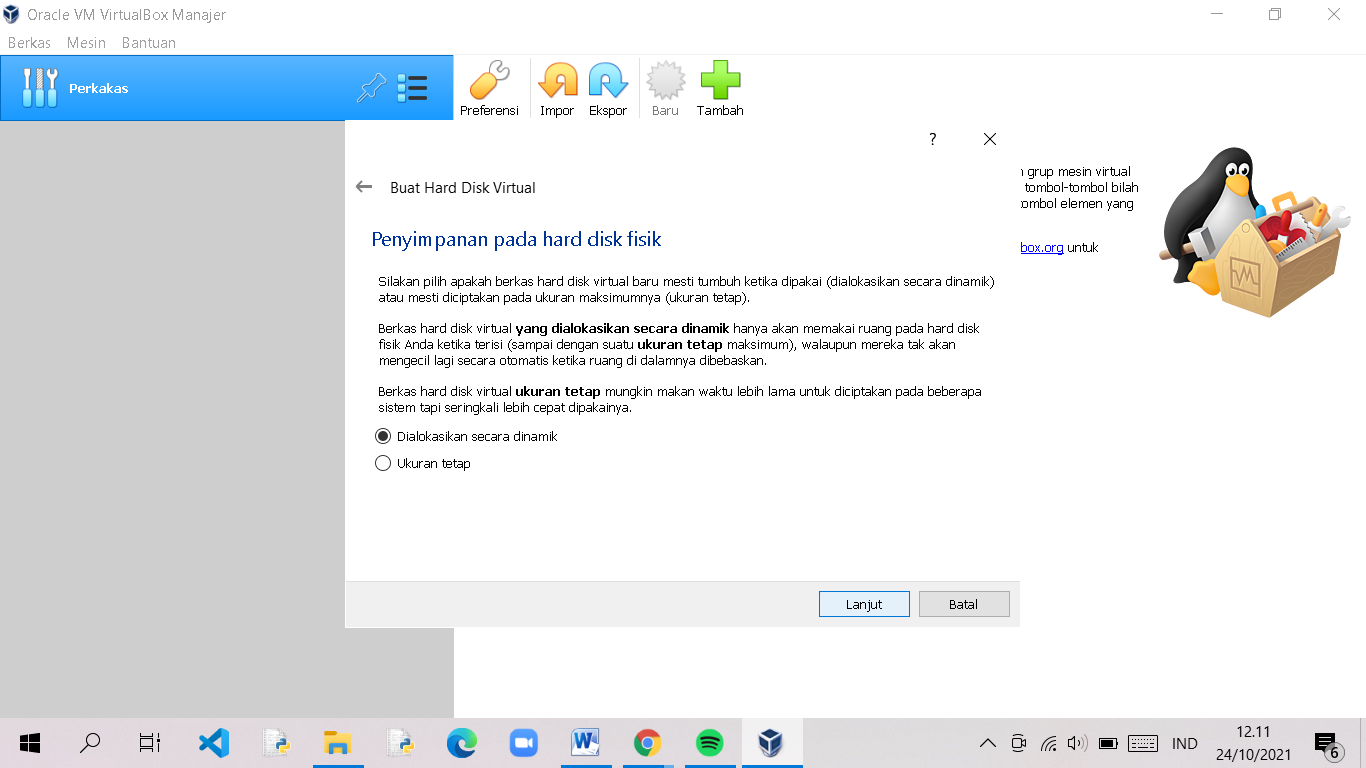 Oracle VM VirtualBox Manajer
Berkas Mesin Bantuan
Perkakas
Preferensi Impor Ekspor Baru Tambah
?
Buat Hard Disk Virtual
Penyimpanan pada hard disk fisik
Silakan pilih apakah berkas hard disk virtual baru mesti tumbuh ketika dipakai (dialokasikan secara dinamik)
atau mesti diciptakan pada ukuran maksimumnya (ukuran tetap).
Berkas hard disk virtual yang dialokasikan secara dinamik hanya akan memakai ruang pada hard disk
fisik Anda ketika terisi (sampai dengan suatu ukuran tetap maksimum), walaupun mereka tak akan
mengecil lagi secara otomatis ketika ruang di dalamnya dibebaskan.
Berkas hard disk virtual ukuran tetap mungkin makan waktu lebih lama untuk diciptakan pada beberapa
sistem tapi seringkali lebih cepat dipakainya.
Dialokasikan secara dinamik
Ukuran tetap
Lanjut Batal
grup mesin virtual
tombol-tombol bilah
tombol elemen yang
box.org untuk
IND
12.11
24/10/2021
6